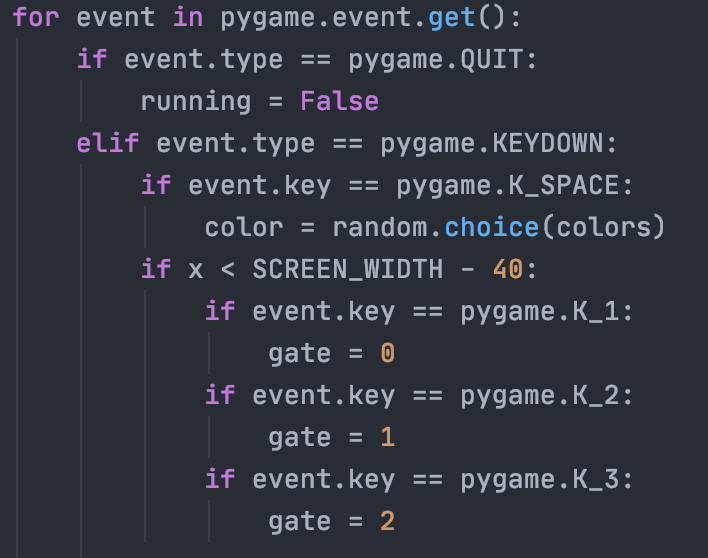 for event in pygame.event.get():
    if event.type == pygame.QUIT:
        running = False
    elif event.type == pygame.KEYDOWN:
        if event.key == pygame.K_SPACE:
            color = random.choice(colors)
        if x < SCREEN_WIDTH - 40:
            if event.key == pygame.K_1:
                gate = 0
            if event.key == pygame.K_2:
                gate = 1
            if event.key == pygame.K_3:
                gate = 2